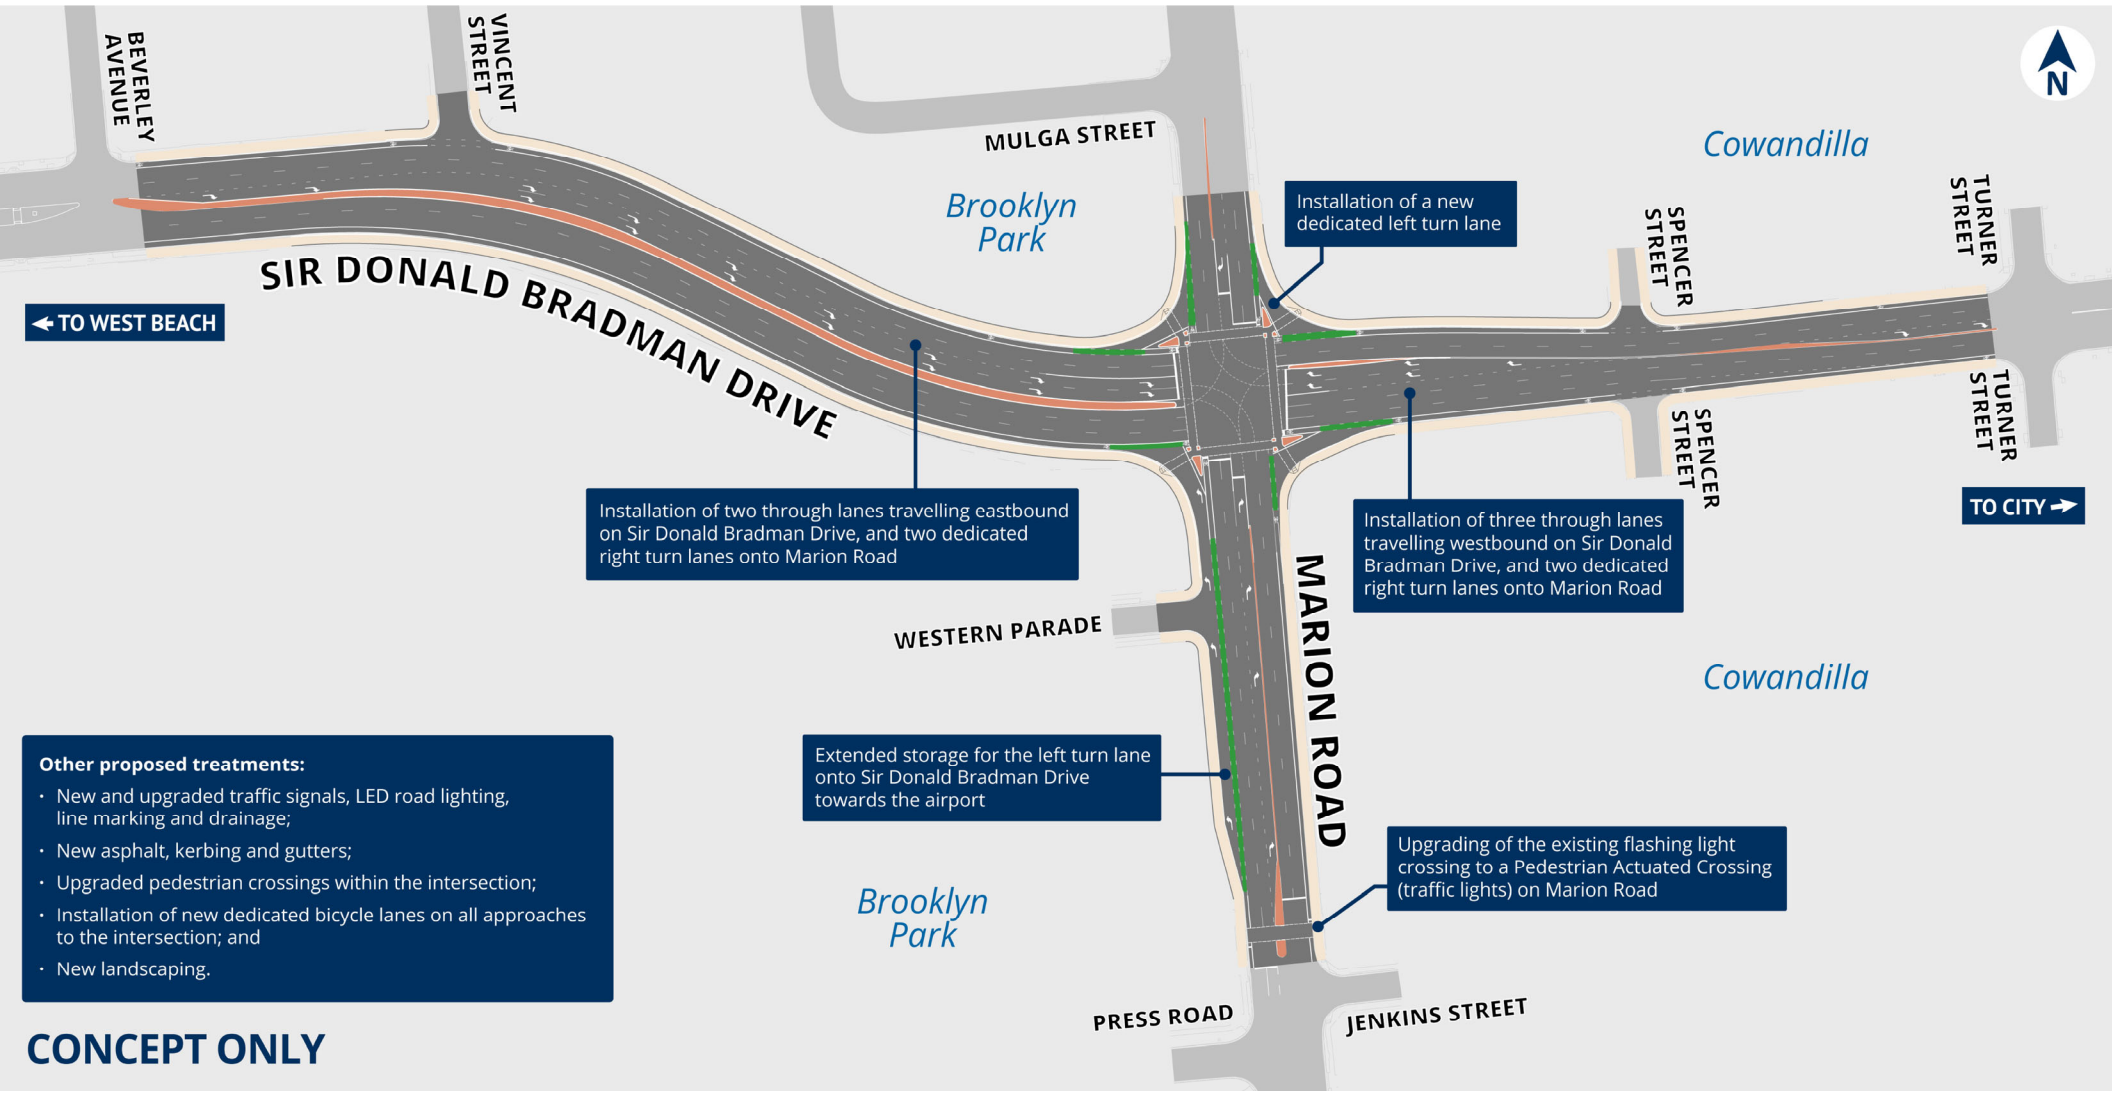 BEVERLEY
AVENUE
VINCENT
STREET
N
MULGA STREET
Cowandilla
Brooklyn
Park
Installation of a new
dedicated left turn lane
SPENCER
STREET
TURNER
STREET
SIR DONALD BRADMAN DRIVE
← TO WEST BEACH
TURNER
STREET
SPENCER
STREET
TO CITY →
Installation of two through lanes travelling eastbound
on Sir Donald Bradman Drive, and two dedicated
right turn lanes onto Marion Road
Installation of three through lanes
travelling westbound on Sir Donald
Bradman Drive, and two dedicated
right turn lanes onto Marion Road
MARION ROAD
WESTERN PARADE
Cowandilla
Extended storage for the left turn lane
onto Sir Donald Bradman Drive
towards the airport
Other proposed treatments:
· New and upgraded traffic signals, LED road lighting,
line marking and drainage;
· New asphalt, kerbing and gutters;
· Upgraded pedestrian crossings within the intersection;
· Installation of new dedicated bicycle lanes on all approaches
to the intersection; and
· New landscaping.
Upgrading of the existing flashing light
crossing to a Pedestrian Actuated Crossing
(traffic lights) on Marion Road
Brooklyn
Park
PRESS ROAD
JENKINS STREET
CONCEPT ONLY